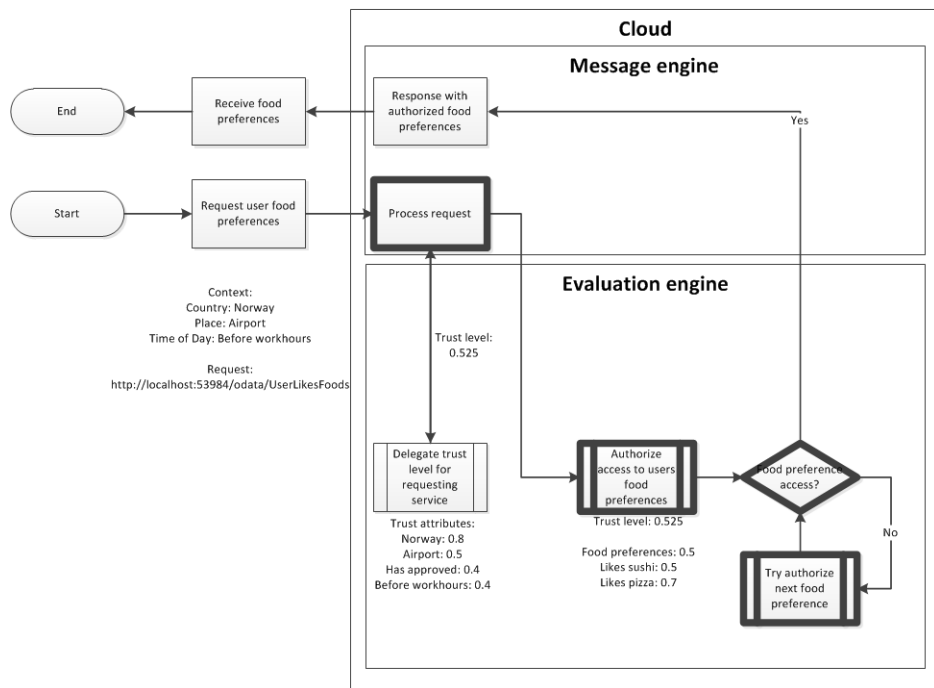 Cloud
Message engine
End
Receive food
preferences
Response with
authorized food
preferences
Yes
Start
Request user food
preferences
Process request
Evaluation engine
Context:
Country: Norway
Place: Airport
Time of Day: Before workhours
Request:
http://localhost:53984/odata/UserLikesFoods
Trust level:
0.525
Delegate trust
level for
requesting
service
Trust attributes:
Norway: 0.8
Airport: 0.5
Has approved: 0.4
Before workhours: 0.4
Authorize
access to users
food
preferences
Trust level: 0.525
Food preferences: 0.5
Likes sushi: 0.5
Likes pizza: 0.7
Food preference
access?
No
Try authorize
next food
preference